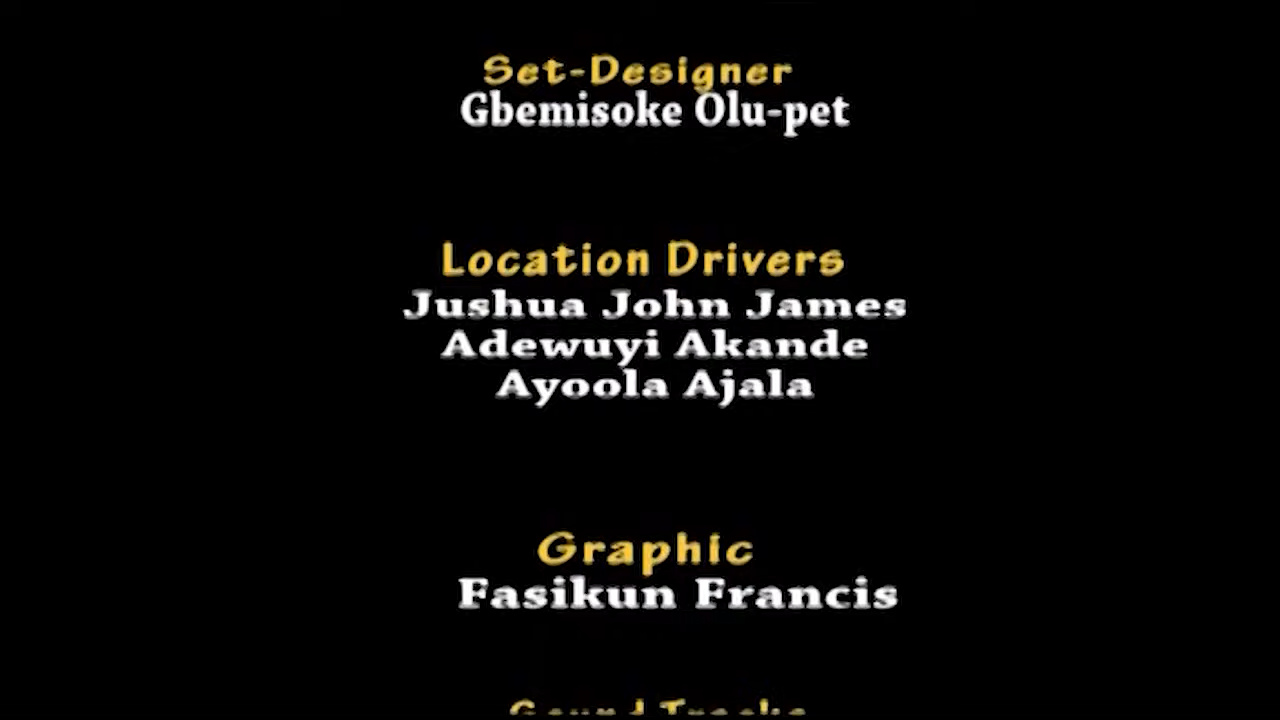 Set-Designer
Gbemisoke Olu-pet
Location Drivers
Jushua John James
Adewuyi Akande
Ayoola Ajala
Graphic
Fasikun Francis